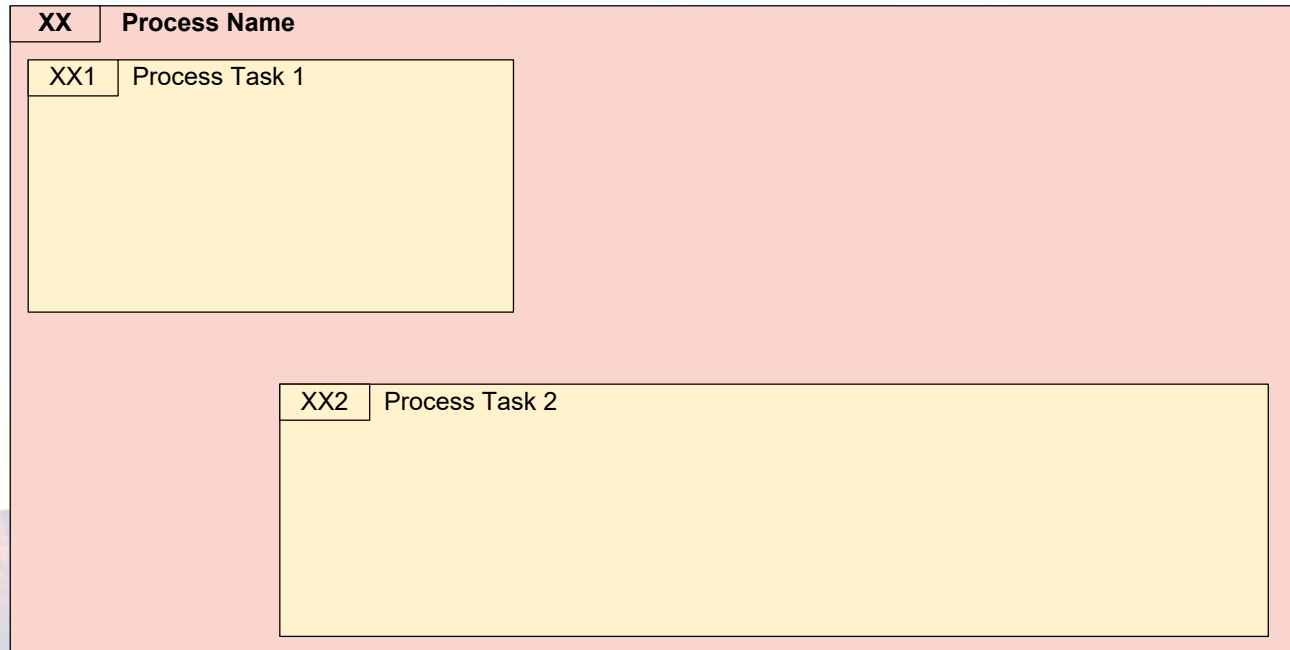 XX Process Name
XX1 Process Task 1
XX2 Process Task 2